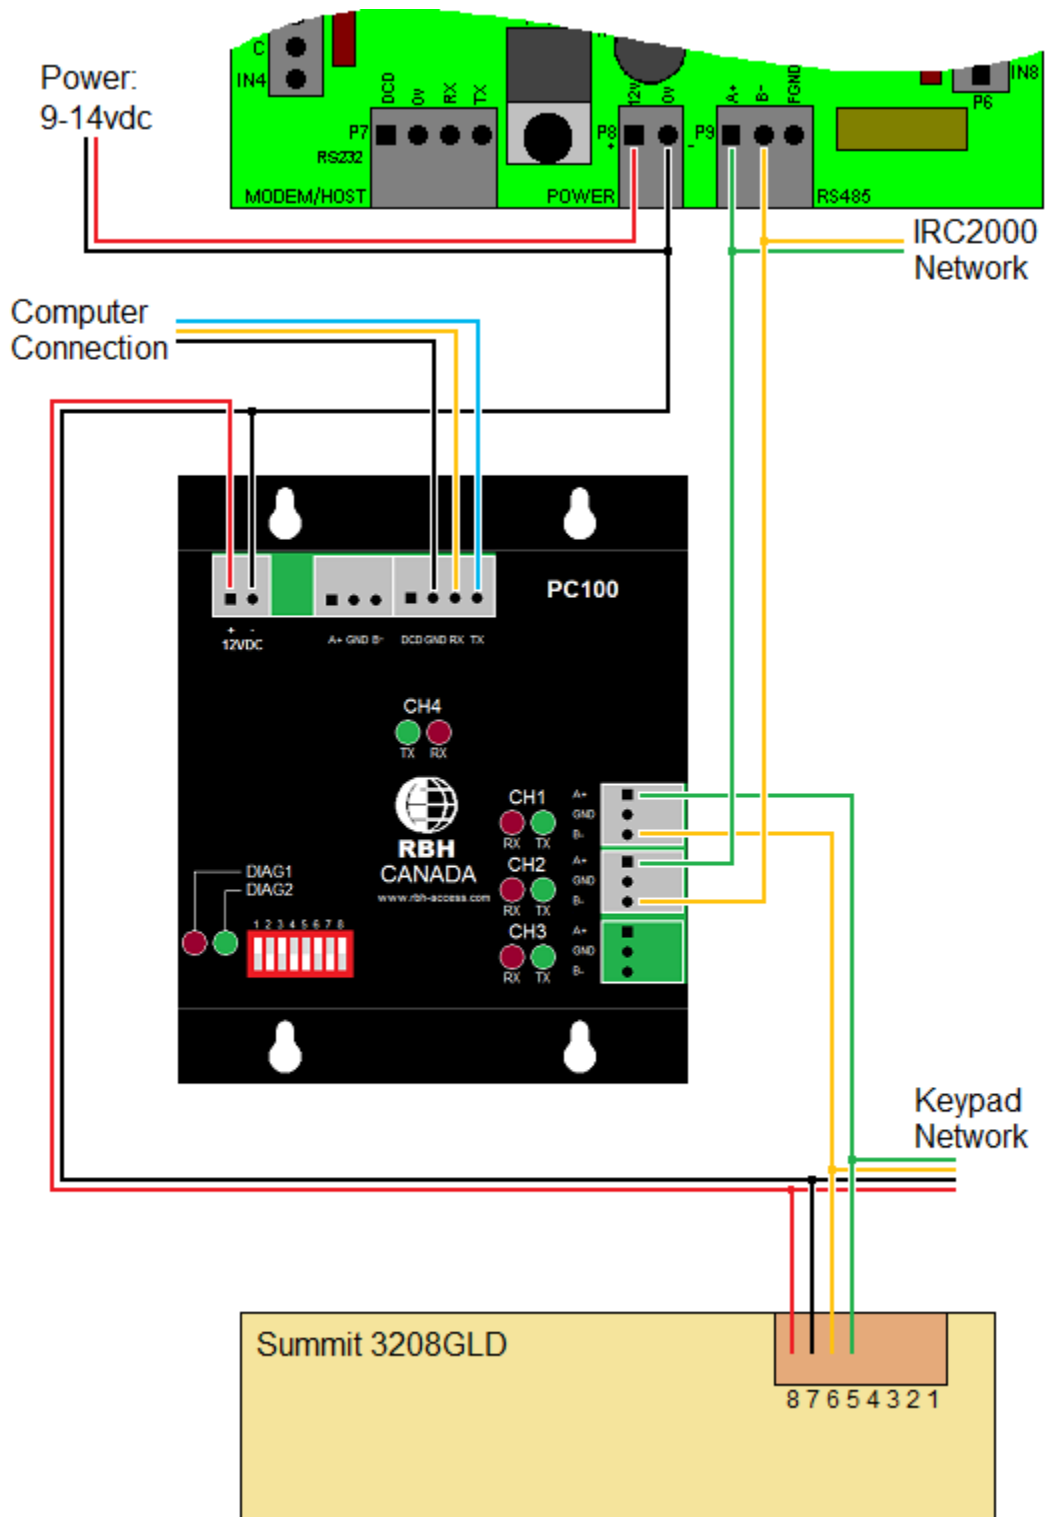 Power:
9-14vdc
C
IN4
DCD
0v
RX
TX
P7
RS232
MODEM/HOST
12v
0v
P8
+
-
POWER
A+
B-
FGND
P9
RS485
IN8
P6
IRC2000
Network
Computer
Connection
PC100
+ -
12VDC
A+ GND B-
DCD GND RX TX
CH4
TX RX
RBH
CANADA
www.rbh-access.com
CH1
RX TX
A+
GND
B-
CH2
RX TX
A+
GND
B-
CH3
RX TX
A+
GND
B-
DIAG1
DIAG2
1 2 3 4 5 6 7 8
Keypad
Network
Summit 3208GLD
8 7 6 5 4 3 2 1